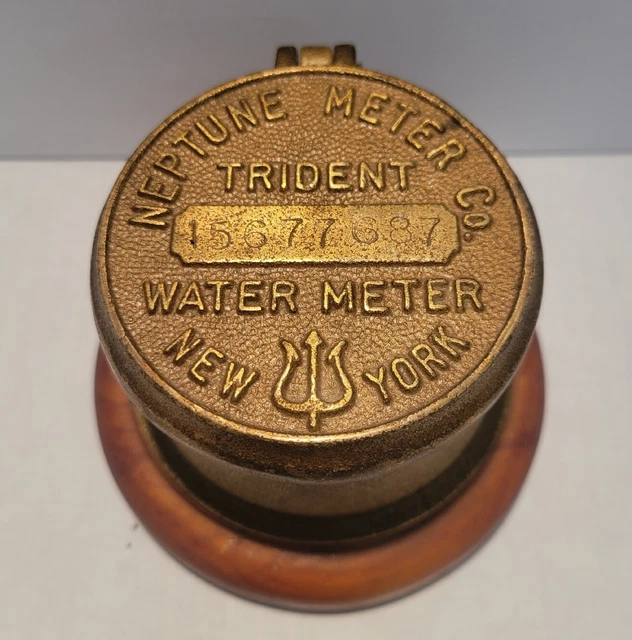 NEPTUNE METER CO.
TRIDENT
15677687
WATER METER
NEW YORK